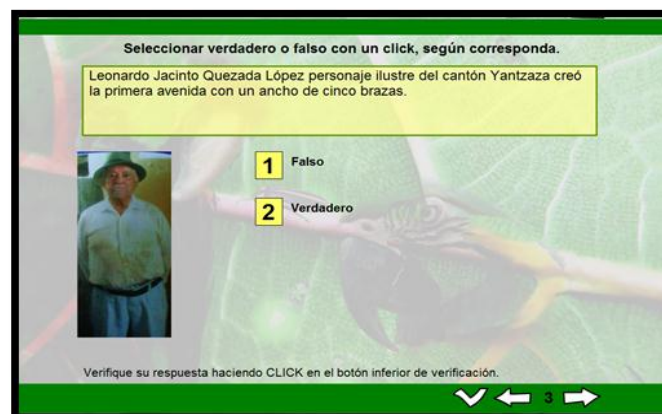 Seleccionar verdadero o falso con un click, según corresponda.
Leonardo Jacinto Quezada López personaje ilustre del cantón Yantzaza creó
la primera avenida con un ancho de cinco brazas.
1 Falso
2 Verdadero
Verifique su respuesta haciendo CLICK en el botón inferior de verificación.
3